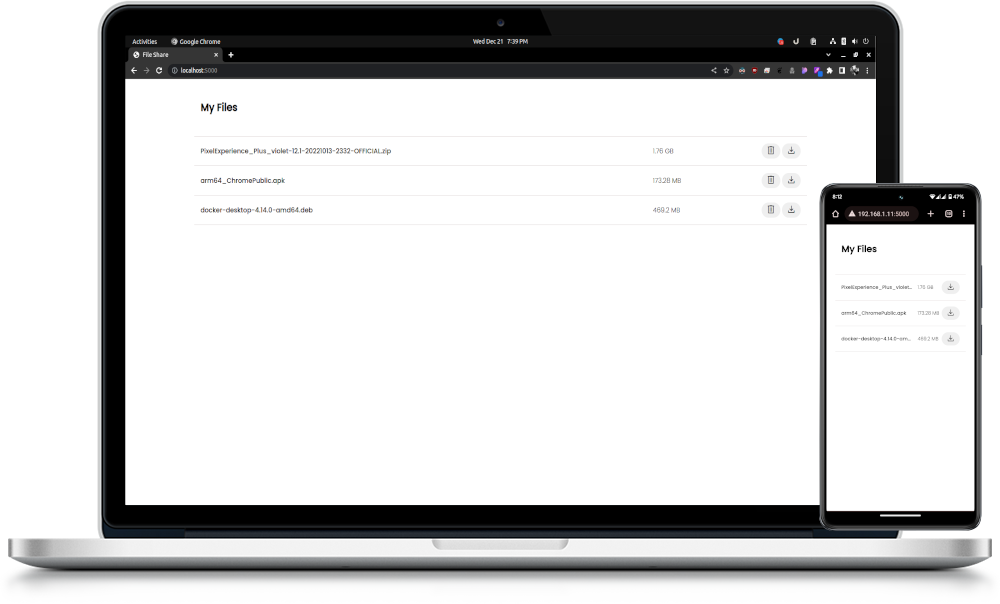 Activities Google Chrome Wed Dec 21 7:39 PM
File Share
localhost:5000
My Files
PixelExperience_Plus_violet-12.1-20221013-2332-OFFICIAL.zip 1.76 GB
arm64_ChromePublic.apk 173.28 MB
docker-desktop-4.14.0-amd64.deb 469.2 MB
8:12 47%
192.168.1.11:5000
My Files
PixelExperience_Plus_violet... 1.76 GB
arm64_ChromePublic.apk 173.28 MB
docker-desktop-4.14.0-am... 469.2 MB